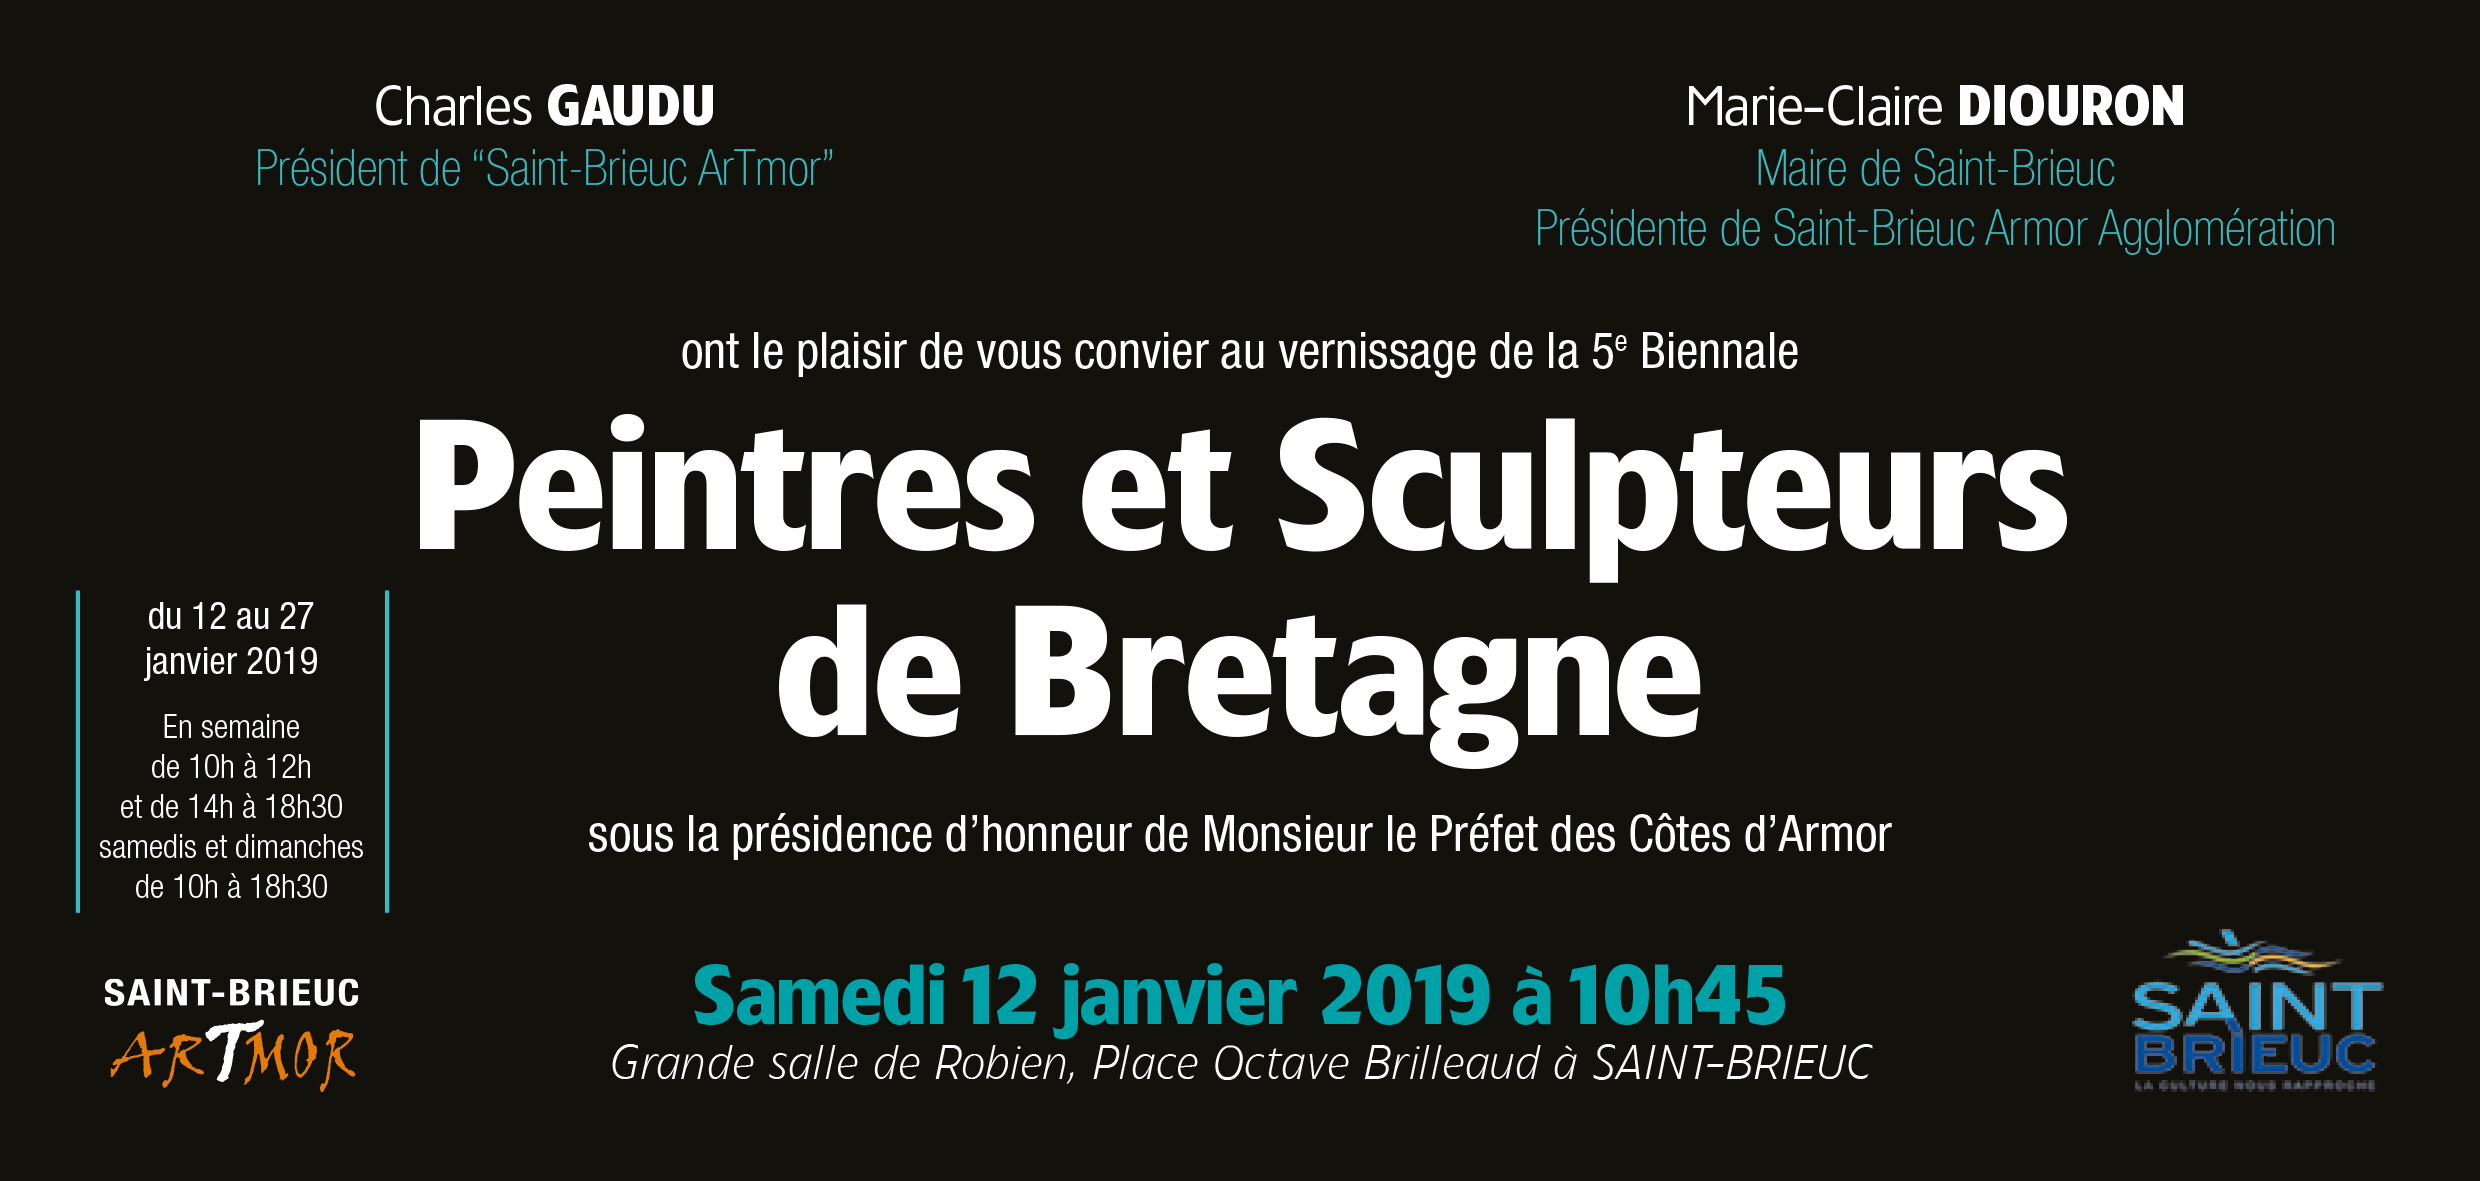 Charles GAUDU
Président de “Saint-Brieuc ArTmor”
Marie-Claire DIOURON
Maire de Saint-Brieuc
Présidente de Saint-Brieuc Armor Agglomération
ont le plaisir de vous convier au vernissage de la 5e Biennale
Peintres et Sculpteurs
de Bretagne
sous la présidence d’honneur de Monsieur le Préfet des Côtes d’Armor
du 12 au 27
janvier 2019
En semaine
de 10h à 12h
et de 14h à 18h30
samedis et dimanches
de 10h à 18h30
Samedi 12 janvier 2019 à 10h45
Grande salle de Robien, Place Octave Brilleaud à SAINT-BRIEUC
SAINT-BRIEUC
ARTMOR
SAINT
BRIEUC
LA CULTURE NOUS RAPPROCHE